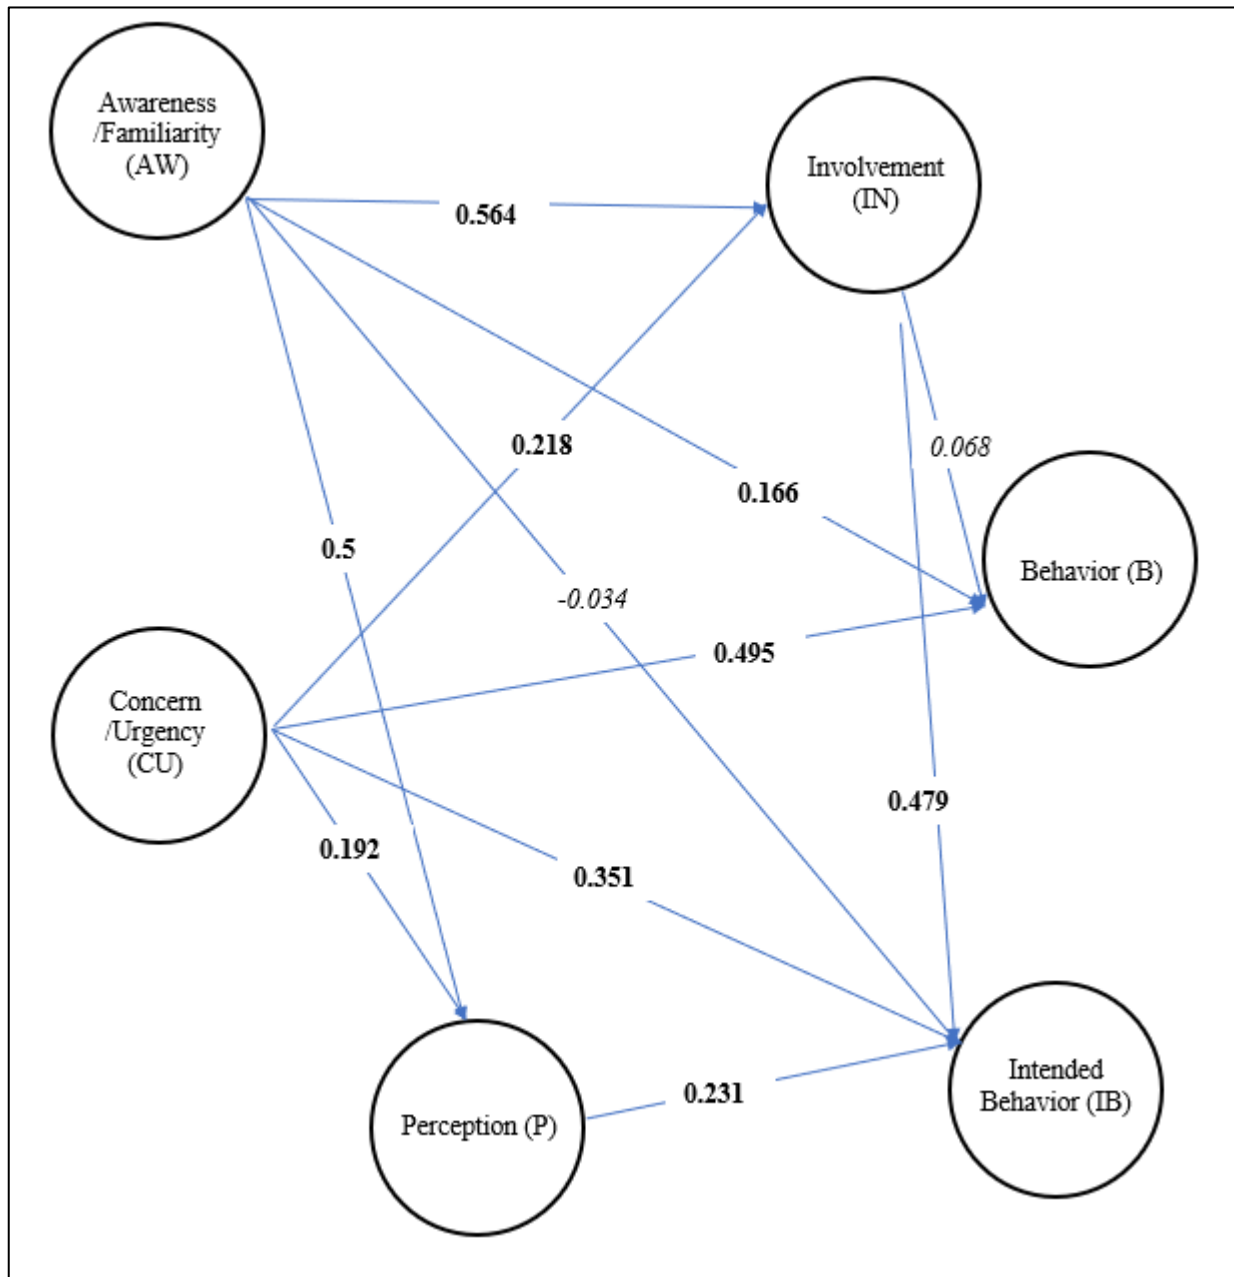 Awareness
/Familiarity
(AW)
Involvement
(IN)
0.564
0.218
0.068
0.166
0.5
-0.034
Behavior (B)
0.495
Concern
/Urgency
(CU)
0.479
0.192
0.351
Intended
Behavior (IB)
0.231
Perception (P)